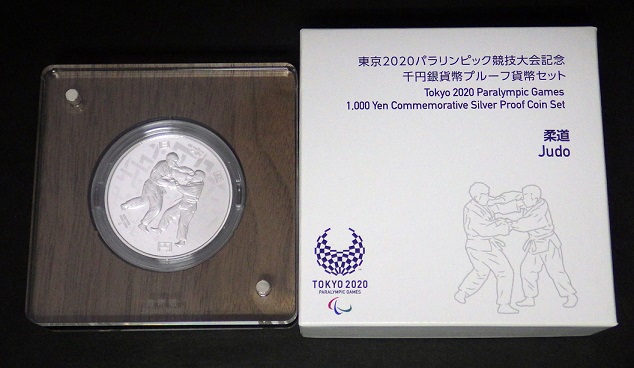 東京2020パラリンピック競技大会記念
千円銀貨幣プルーフ貨幣セット
Tokyo 2020 Paralympic Games
1,000 Yen Commemorative Silver Proof Coin Set
柔道
Judo
TOKYO 2020
PARALYMPIC GAMES